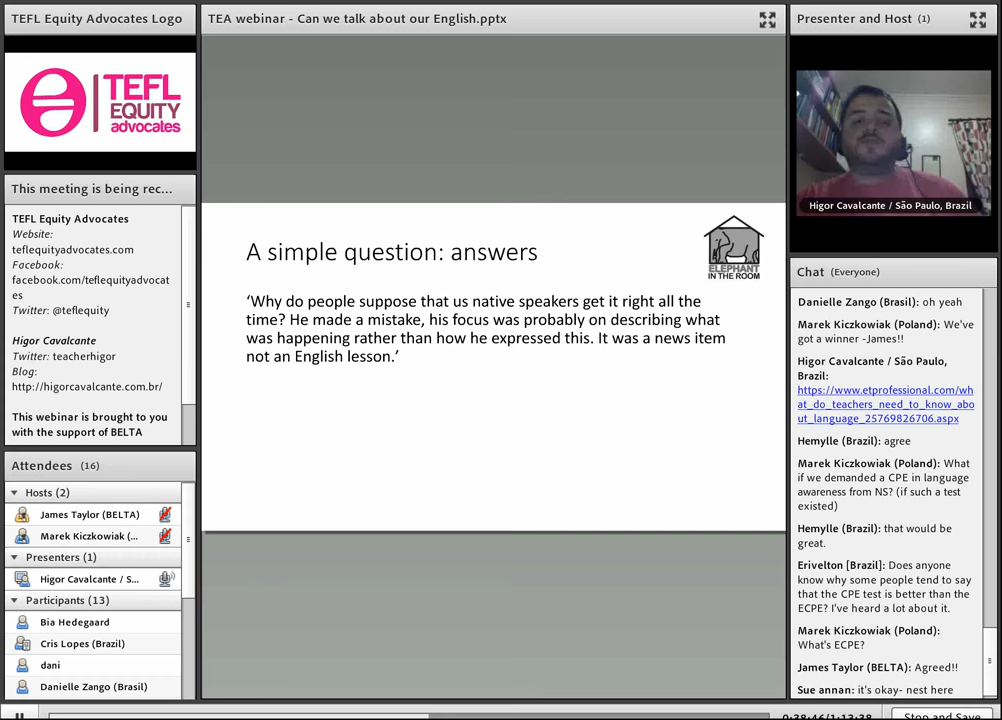 TEFL Equity Advocates Logo
TEFL
EQUITY
advocates
This meeting is being rec...
TEFL Equity Advocates
Website:
teflequityadvocates.com
Facebook:
facebook.com/teflequityadvocat
es
Twitter: @teflequity
Higor Cavalcante
Twitter: teacherhigor
Blog:
http://higorcavalcante.com.br/
This webinar is brought to you
with the support of BELTA
Attendees (16)
Hosts (2)
James Taylor (BELTA)
Marek Kiczkowiak (...
Presenters (1)
Higor Cavalcante / S...
Participants (13)
Bia Hedegaard
Cris Lopes (Brazil)
dani
Danielle Zango (Brasil)
TEA webinar - Can we talk about our English.pptx
A simple question: answers
ELEPHANT
IN THE ROOM
‘Why do people suppose that us native speakers get it right all the
time? He made a mistake, his focus was probably on describing what
was happening rather than how he expressed this. It was a news item
not an English lesson.’
Presenter and Host (1)
Higor Cavalcante / São Paulo, Brazil
Chat (Everyone)
Danielle Zango (Brasil): oh yeah
Marek Kiczkowiak (Poland): We've
got a winner -James!!
Higor Cavalcante / São Paulo,
Brazil:
https://www.etprofessional.com/wh
at_do_teachers_need_to_know_abo
ut_language_25769826706.aspx
Hemylle (Brazil): agree
Marek Kiczkowiak (Poland): What
if we demanded a CPE in language
awareness from NS? (if such a test
existed)
Hemylle (Brazil): that would be
great.
Erivelton [Brazil]: Does anyone
know why some people tend to say
that the CPE test is better than the
ECPE? I've heard a lot about it.
Marek Kiczkowiak (Poland):
What's ECPE?
James Taylor (BELTA): Agreed!!
Sue annan: it's okay- nest here
0:38:46/1:13:38
Stop and Save